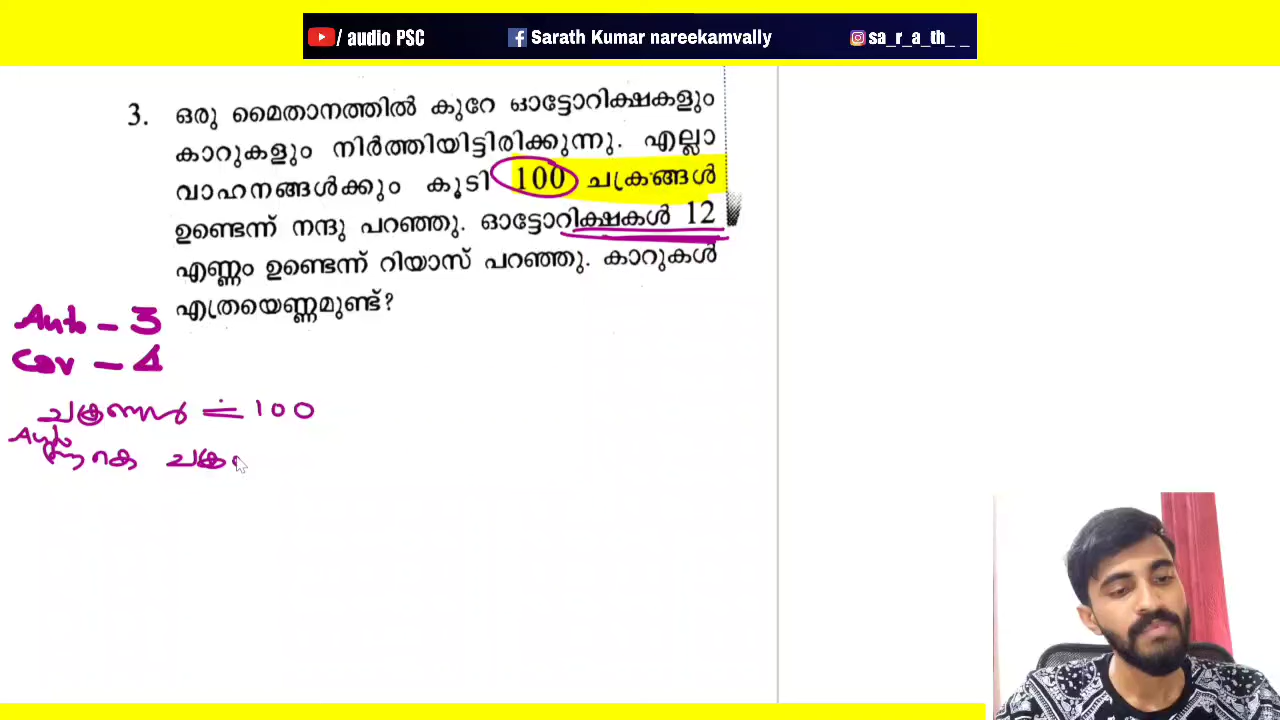 / audio PSC Sarath Kumar nareekamvally sa_r_a_th_ _
3. ഒരു മൈതാനത്തിൽ കുറേ ഓട്ടോറിക്ഷകളും
കാറുകളും നിർത്തിയിട്ടിരിക്കുന്നു. എല്ലാ
വാഹനങ്ങൾക്കും കൂടി 100 ചക്രങ്ങൾ
ഉണ്ടെന്ന് നന്ദു പറഞ്ഞു. ഓട്ടോറിക്ഷകൾ 12
എണ്ണം ഉണ്ടെന്ന് റിയാസ് പറഞ്ഞു. കാറുകൾ
എത്രയെണ്ണമുണ്ട്?
Auto - 3
Car - 4
ചക്രങ്ങൾ = 100
Auto